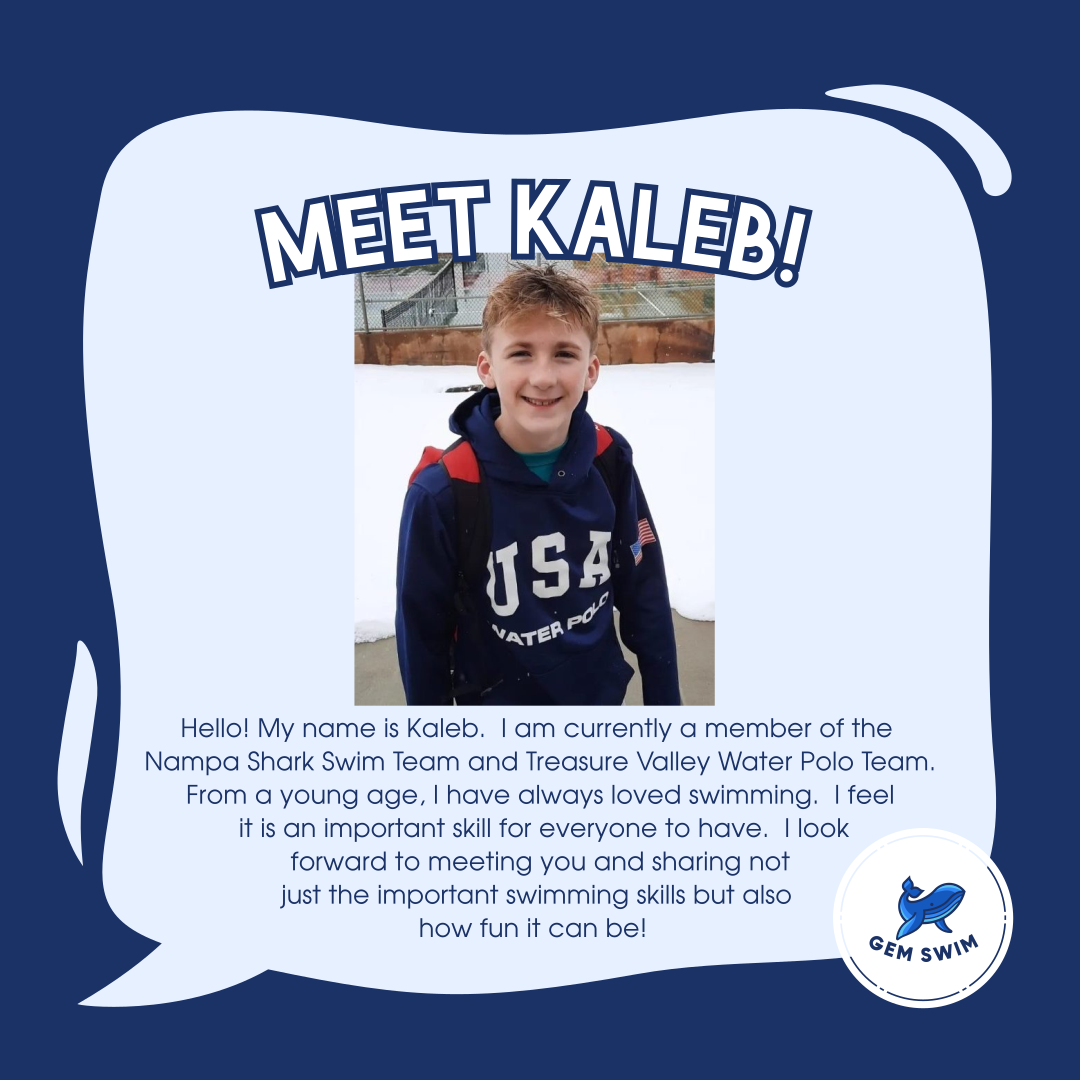 MEET KALEB!
USA
WATER POLO
Hello! My name is Kaleb.  I am currently a member of the
Nampa Shark Swim Team and Treasure Valley Water Polo Team.
From a young age, I have always loved swimming.  I feel
it is an important skill for everyone to have.  I look
forward to meeting you and sharing not
just the important swimming skills but also
how fun it can be!
GEM SWIM